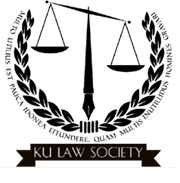 MULTO UTILIUS EST PAUCA IDONEA EFFUNDERE, QUAM MULTIS INUTILIBUS HOMINES GRAVARI
KU LAW SOCIETY